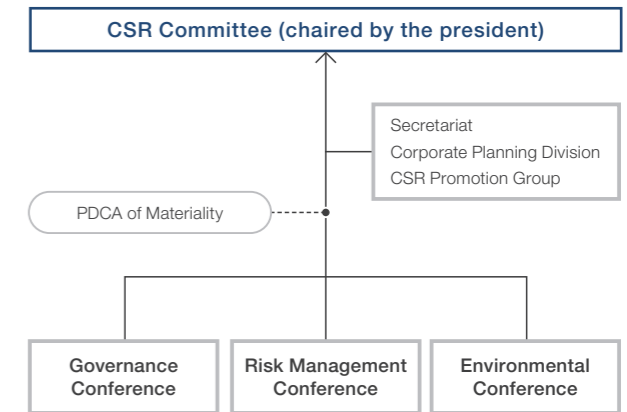 CSR Committee (chaired by the president)
Secretariat
Corporate Planning Division
CSR Promotion Group
PDCA of Materiality
Governance
Conference
Risk Management
Conference
Environmental
Conference